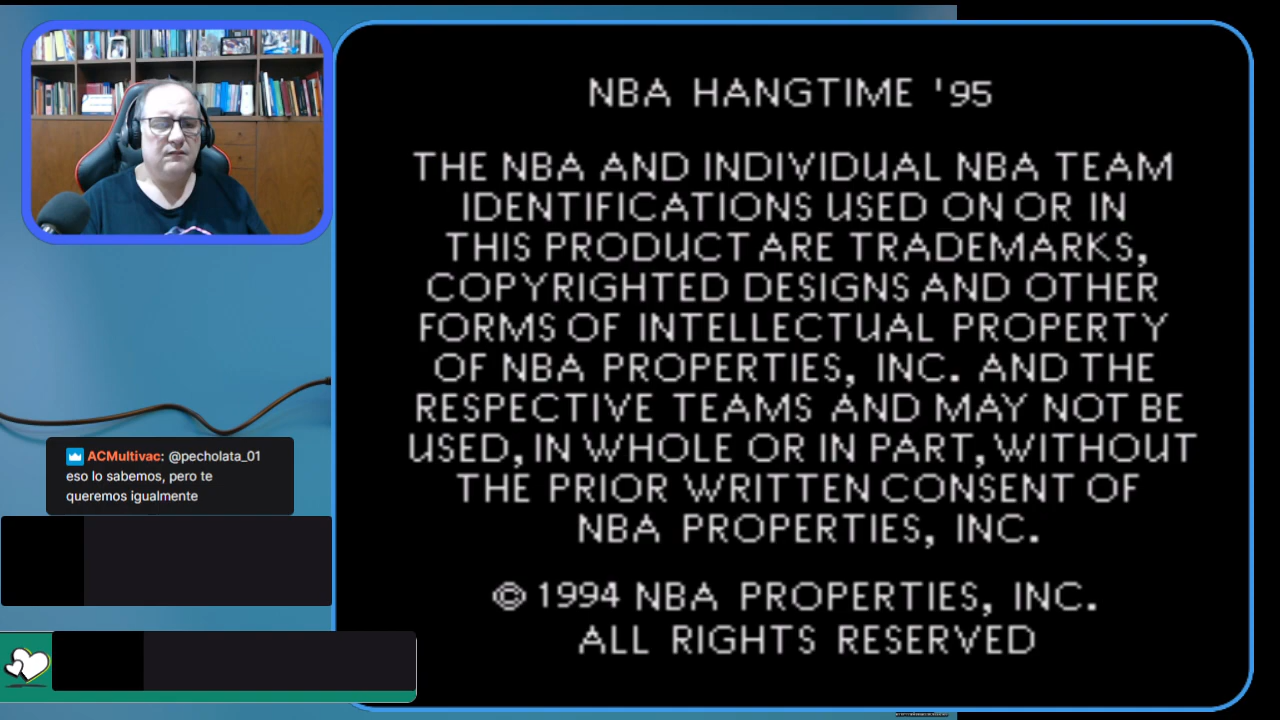 NBA HANGTIME '95
THE NBA AND INDIVIDUAL NBA TEAM
IDENTIFICATIONS USED ON OR IN
THIS PRODUCT ARE TRADEMARKS,
COPYRIGHTED DESIGNS AND OTHER
FORMS OF INTELLECTUAL PROPERTY
OF NBA PROPERTIES, INC. AND THE
RESPECTIVE TEAMS AND MAY NOT BE
USED, IN WHOLE OR IN PART, WITHOUT
THE PRIOR WRITTEN CONSENT OF
NBA PROPERTIES, INC.
© 1994 NBA PROPERTIES, INC.
ALL RIGHTS RESERVED
ACMultivac: @pecholata_01
eso lo sabemos, pero te
queremos igualmente